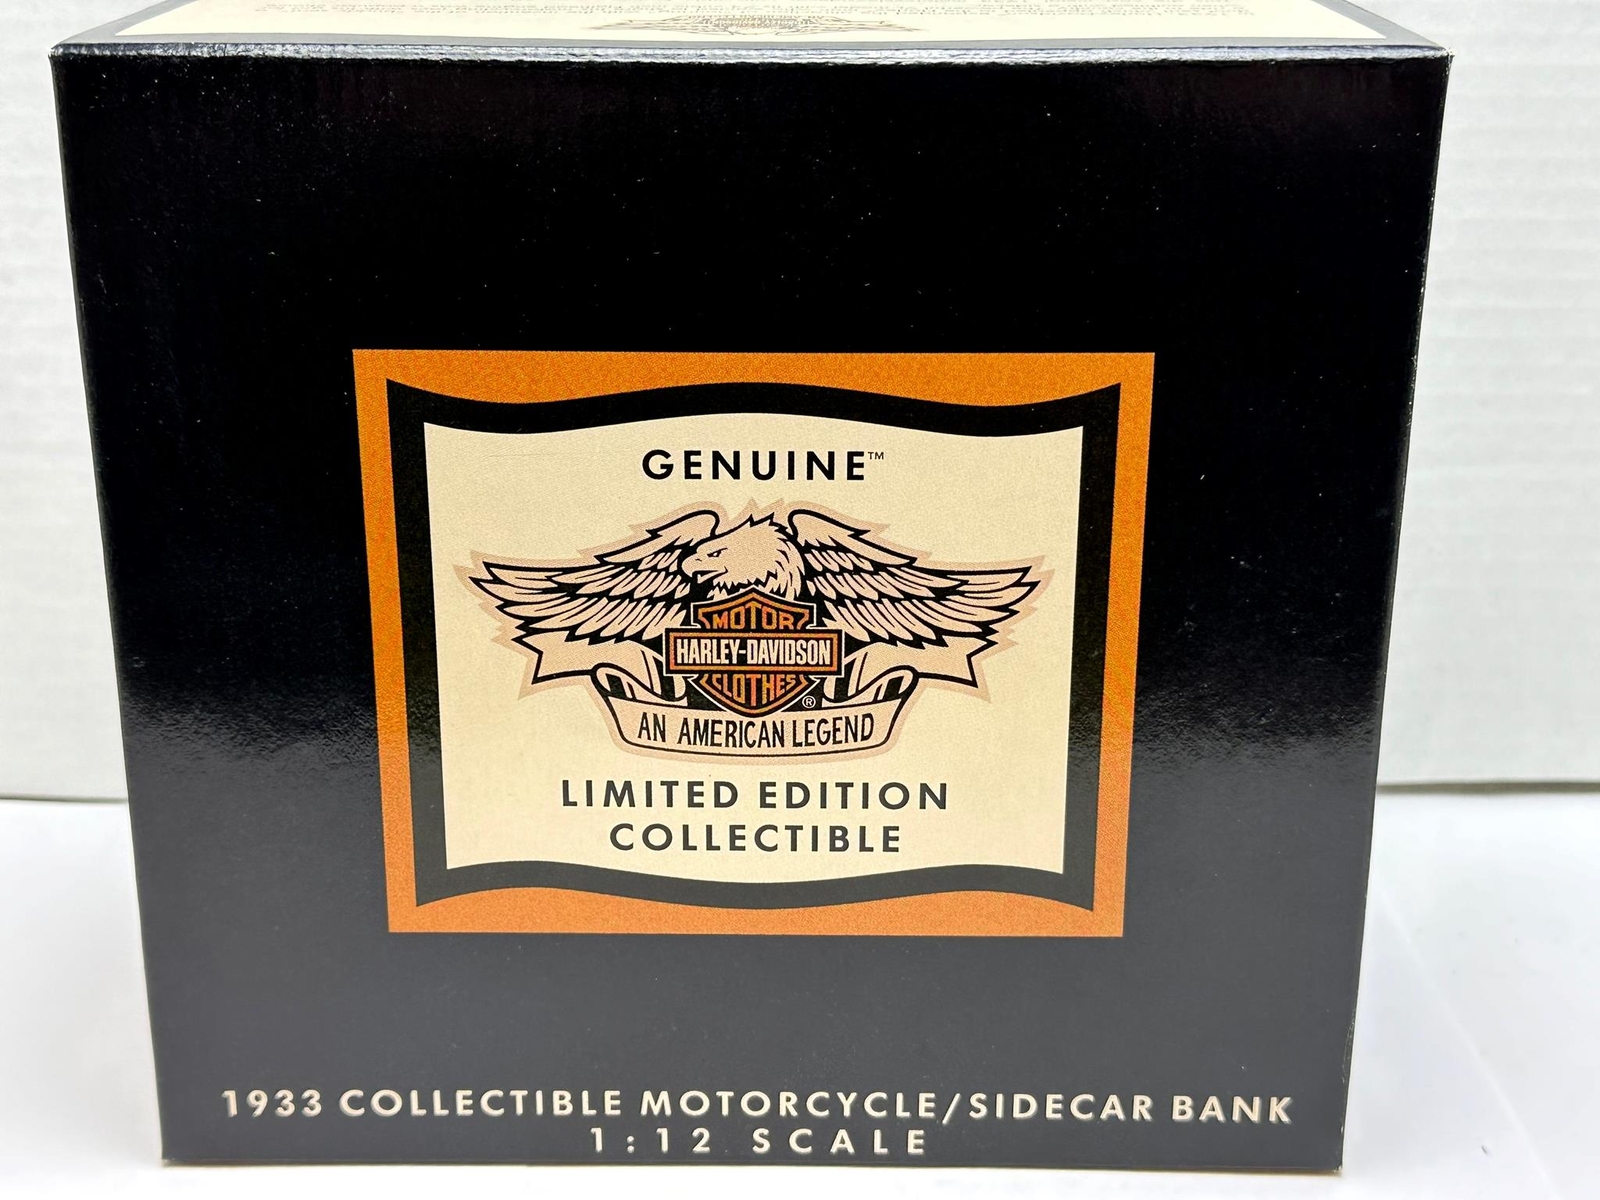 GENUINE™
MOTOR
HARLEY-DAVIDSON
CLOTHES
®
AN AMERICAN LEGEND
LIMITED EDITION
COLLECTIBLE
1933 COLLECTIBLE MOTORCYCLE/SIDECAR BANK
1:12 SCALE